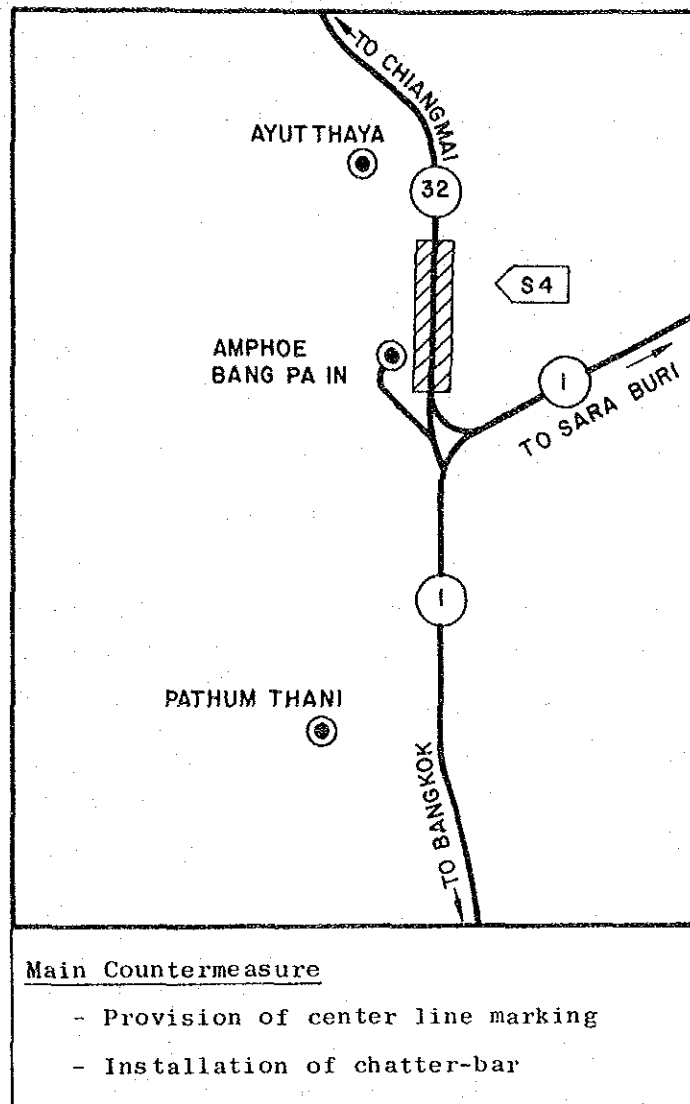 TO CHIANGMAI
AYUTTHAYA
32
S4
AMPHOE
BANG PA IN
1
TO SARA BURI
1
PATHUM THANI
TO BANGKOK
Main Countermeasure
- Provision of center line marking
- Installation of chatter-bar